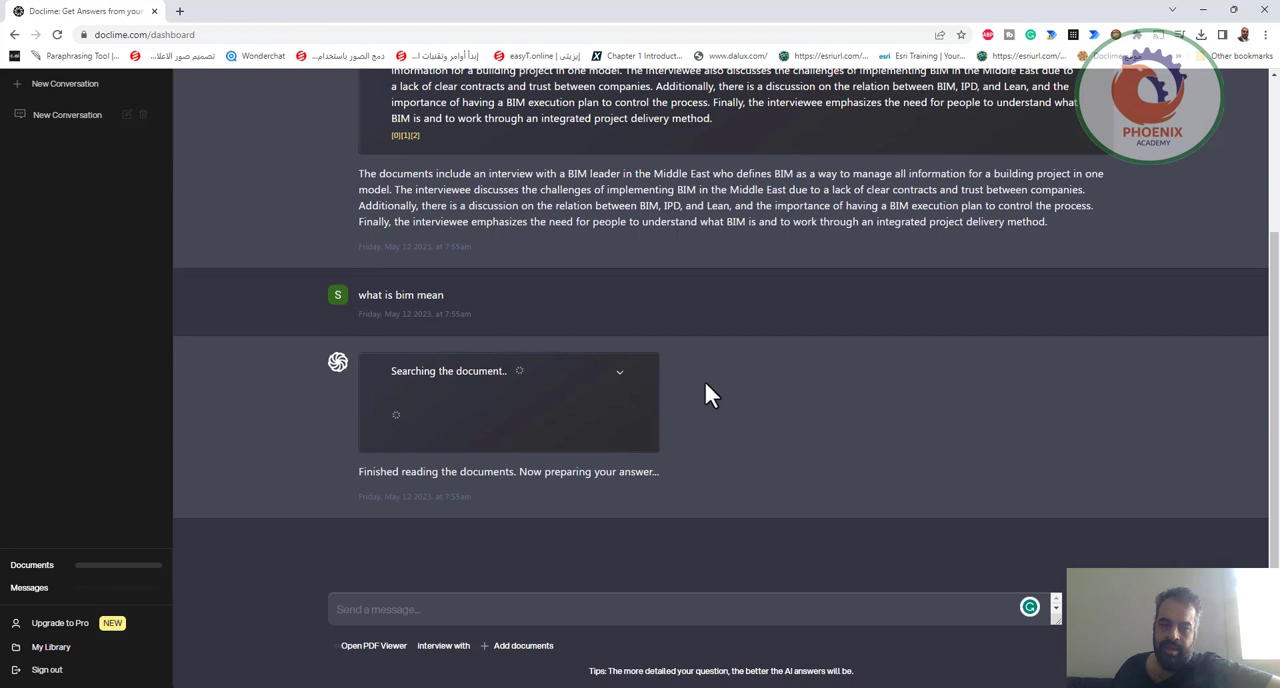 Doclime: Get Answers from your
doclime.com/dashboard
Paraphrasing Tool |...
تصميم صور الاعلا...
Wonderchat
دمج الصور باستخدام...
إبدأ أوامر وتقنيات ا...
easyT.online | إيزيتي...
Chapter 1 Introduct...
www.dalux.com/
https://esriurl.com/...
Esri Training | Your...
https://esriurl.com/...
Other bookmarks
PHOENIX
ACADEMY
New Conversation
New Conversation
information for a building project in one model. The interviewee also discusses the challenges of implementing BIM in the Middle East due to
a lack of clear contracts and trust between companies. Additionally, there is a discussion on the relation between BIM, IPD, and Lean, and the
importance of having a BIM execution plan to control the process. Finally, the interviewee emphasizes the need for people to understand what
BIM is and to work through an integrated project delivery method.
[0][1][2]
The documents include an interview with a BIM leader in the Middle East who defines BIM as a way to manage all information for a building project in one
model. The interviewee discusses the challenges of implementing BIM in the Middle East due to a lack of clear contracts and trust between companies.
Additionally, there is a discussion on the relation between BIM, IPD, and Lean, and the importance of having a BIM execution plan to control the process.
Finally, the interviewee emphasizes the need for people to understand what BIM is and to work through an integrated project delivery method.
Friday, May 12 2023, at 7:55am
S
what is bim mean
Friday, May 12 2023, at 7:55am
Searching the document..
Finished reading the documents. Now preparing your answer...
Friday, May 12 2023, at 7:55am
Documents
Messages
Upgrade to Pro NEW
My Library
Sign out
Send a message...
Open PDF Viewer
interview with
Add documents
Tips: The more detailed your question, the better the AI answers will be.